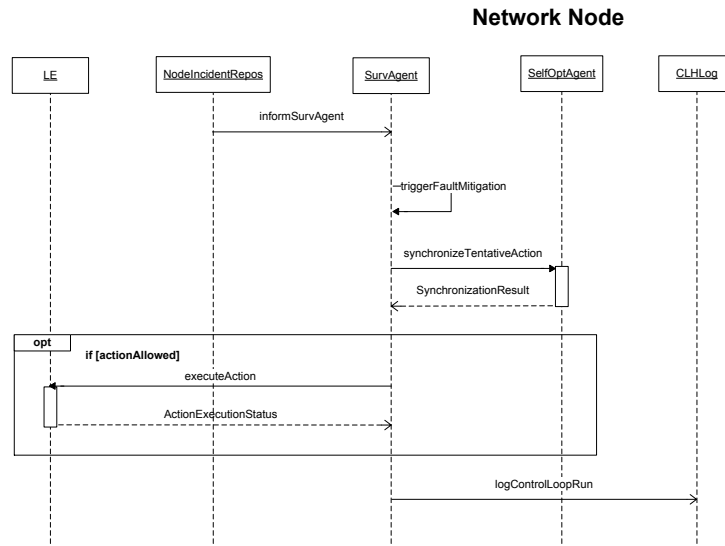 Network Node
LE
NodeIncidentRepos
SurvAgent
SelfOptAgent
CLHLog
informSurvAgent
triggerFaultMitigation
synchronizeTentativeAction
SynchronizationResult
opt
if [actionAllowed]
executeAction
ActionExecutionStatus
logControlLoopRun